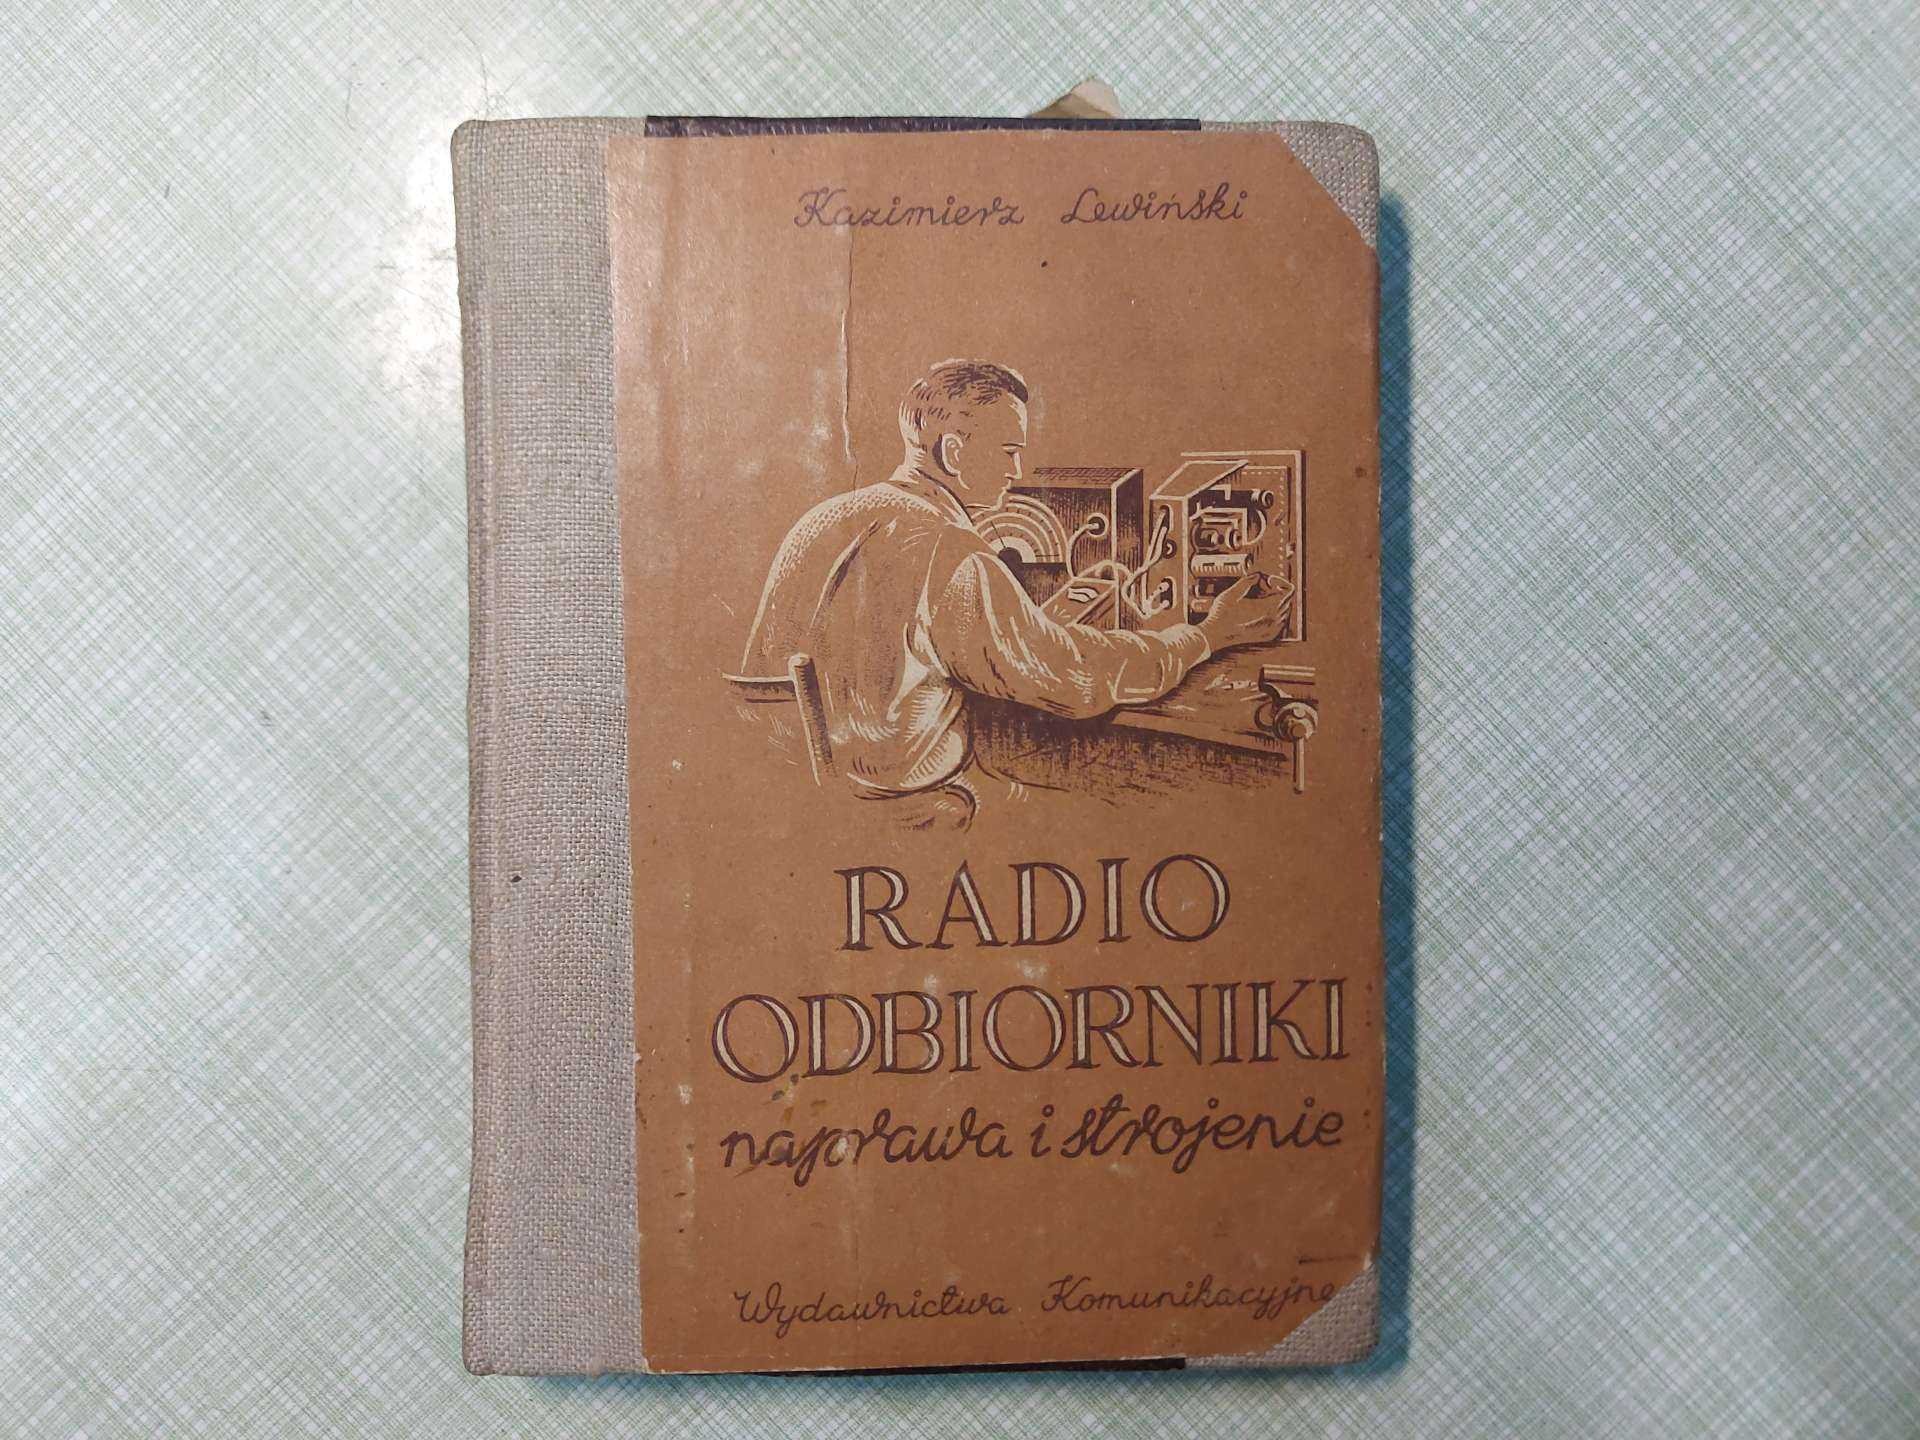 Kazimierz Lewiński
RADIO
ODBIORNIKI
naprawa i strojenie
Wydawnictwa Komunikacyjne